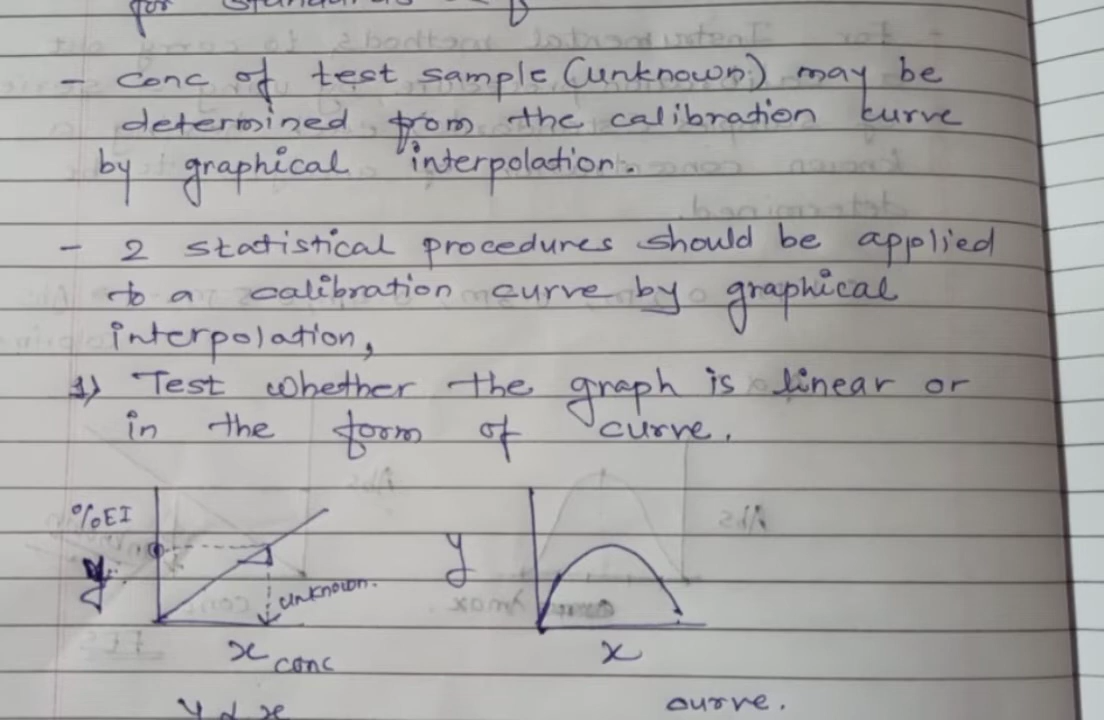 for standards
- conc of test sample (unknown) may be
determined from the calibration curve
by graphical interpolation.
- 2 statistical procedures should be applied
to a calibration curve by graphical
interpolation,
1) Test whether the graph is linear or
in the form of curve.
%EI
y
unknown.
x conc
y
x
y α x
curve.